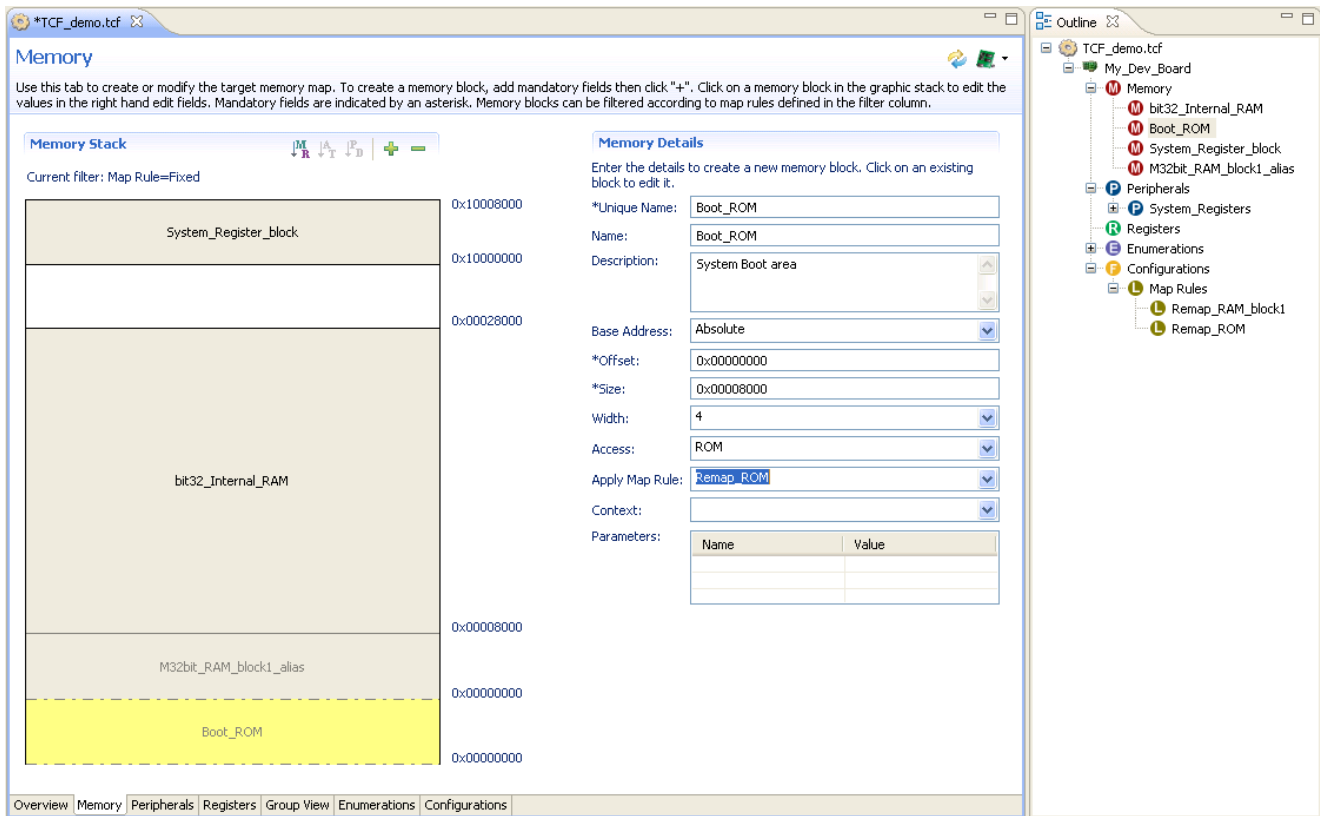 *TCF_demo.tcf
Memory
Use this tab to create or modify the target memory map. To create a memory block, add mandatory fields then click "+". Click on a memory block in the graphic stack to edit the
values in the right hand edit fields. Mandatory fields are indicated by an asterisk. Memory blocks can be filtered according to map rules defined in the filter column.
Memory Stack
M R
A T
P D
Current filter: Map Rule=Fixed
System_Register_block
0x10008000
0x10000000
0x00028000
bit32_Internal_RAM
0x00008000
M32bit_RAM_block1_alias
0x00000000
Boot_ROM
0x00000000
Memory Details
Enter the details to create a new memory block. Click on an existing
block to edit it.
*Unique Name: Boot_ROM
Name: Boot_ROM
Description: System Boot area
Base Address: Absolute
*Offset: 0x00000000
*Size: 0x00008000
Width: 4
Access: ROM
Apply Map Rule: Remap_ROM
Context:
Parameters:
Name Value
Overview Memory Peripherals Registers Group View Enumerations Configurations
Outline
TCF_demo.tcf
My_Dev_Board
M Memory
M bit32_Internal_RAM
M Boot_ROM
M System_Register_block
M M32bit_RAM_block1_alias
P Peripherals
P System_Registers
R Registers
E Enumerations
F Configurations
L Map Rules
L Remap_RAM_block1
L Remap_ROM